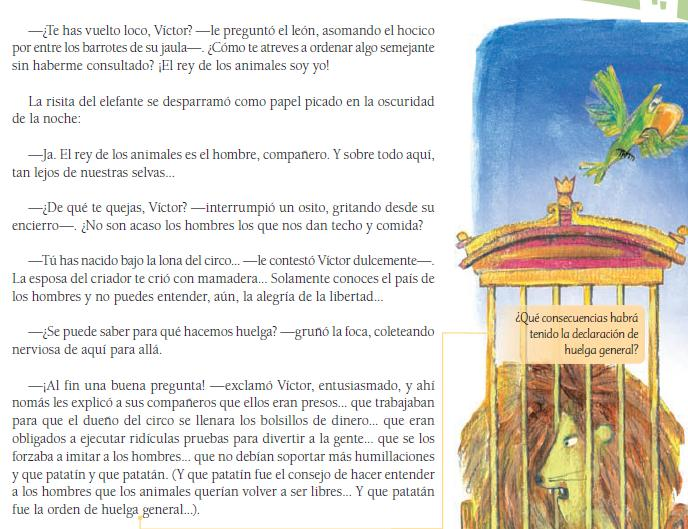 —¿Te has vuelto loco, Víctor? —le preguntó el león, asomando el hocico
por entre los barrotes de su jaula—. ¿Cómo te atreves a ordenar algo semejante
sin haberme consultado? ¡El rey de los animales soy yo!
La risita del elefante se desparramó como papel picado en la oscuridad
de la noche:
—Ja. El rey de los animales es el hombre, compañero. Y sobre todo aquí,
tan lejos de nuestras selvas...
—¿De qué te quejas, Víctor? —interrumpió un osito, gritando desde su
encierro—. ¿No son acaso los hombres los que nos dan techo y comida?
—Tú has nacido bajo la lona del circo... —le contestó Víctor dulcemente—.
La esposa del criador te crió con mamadera... Solamente conoces el país de
los hombres y no puedes entender, aún, la alegría de la libertad...
—¿Se puede saber para qué hacemos huelga? —gruñó la foca, coleteando
nerviosa de aquí para allá.
—¡Al fin una buena pregunta! —exclamó Víctor, entusiasmado, y ahí
nomás les explicó a sus compañeros que ellos eran presos... que trabajaban
para que el dueño del circo se llenara los bolsillos de dinero... que eran
obligados a ejecutar ridículas pruebas para divertir a la gente... que se los
forzaba a imitar a los hombres... que no debían soportar más humillaciones
y que patatín y que patatán. (Y que patatín fue el consejo de hacer entender
a los hombres que los animales querían volver a ser libres... Y que patatán
fue la orden de huelga general...).
¿Qué consecuencias habrá
tenido la declaración de
huelga general?